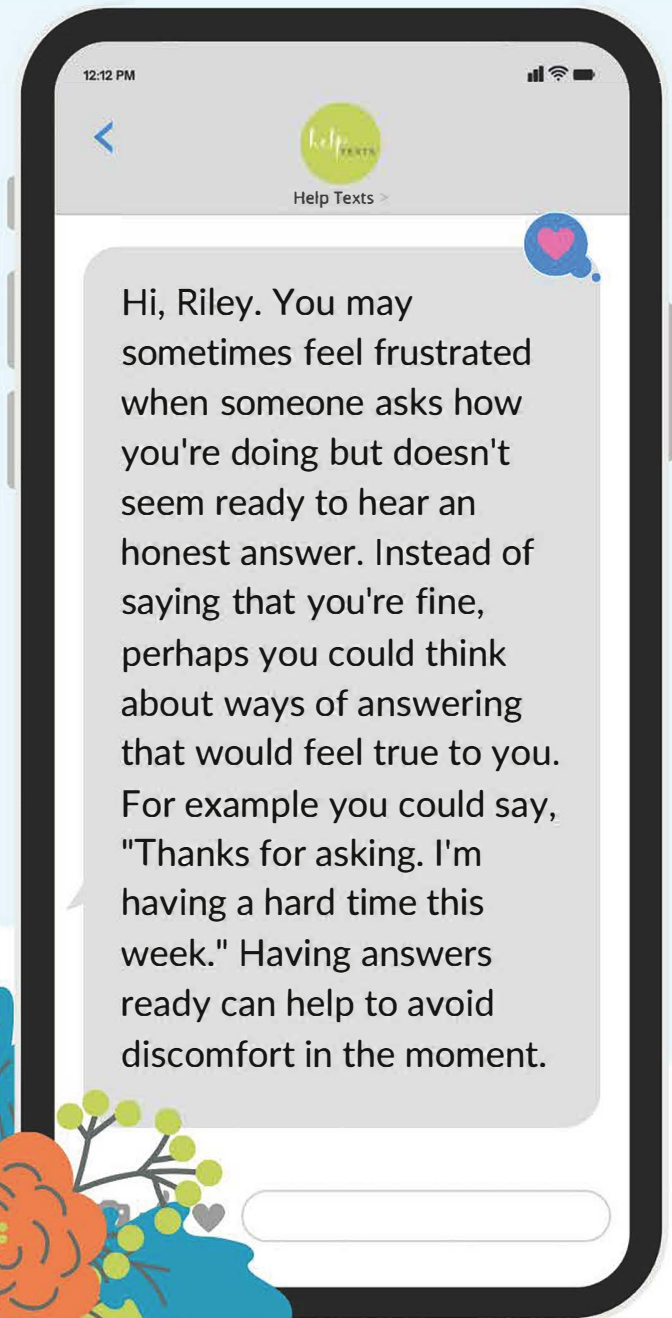 12:12 PM
help
TEXTS
Help Texts >
Hi, Riley. You may
sometimes feel frustrated
when someone asks how
you're doing but doesn't
seem ready to hear an
honest answer. Instead of
saying that you're fine,
perhaps you could think
about ways of answering
that would feel true to you.
For example you could say,
"Thanks for asking. I'm
having a hard time this
week." Having answers
ready can help to avoid
discomfort in the moment.